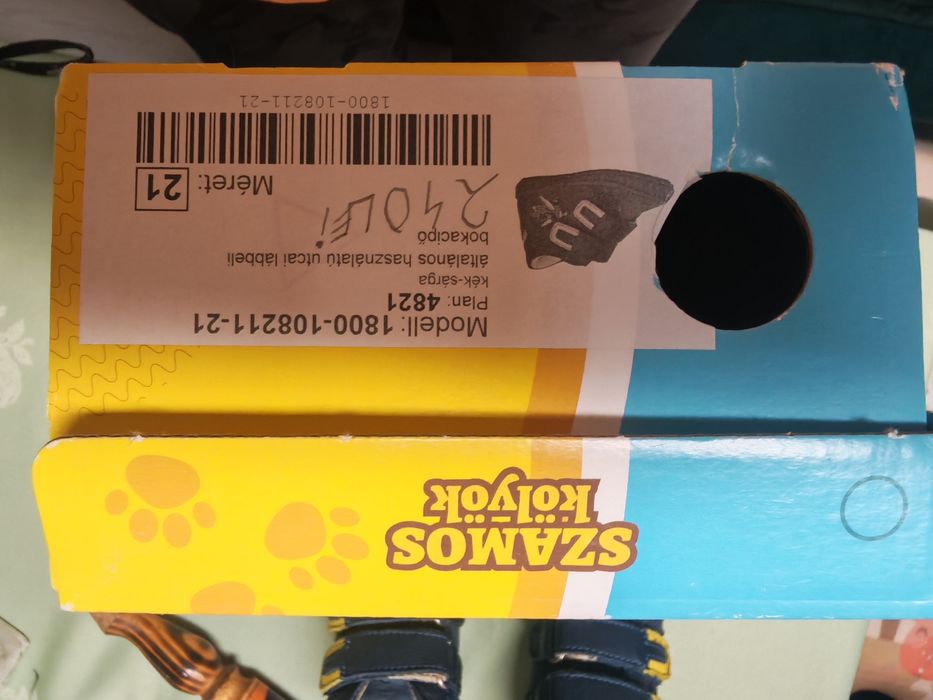 SZAMOS
kölyök
Modell: 1800-108211-21
Plan: 4821
kék-sárga
általános használatú utcai lábbeli
bokacipő
240 LEi
Méret: 21
1800-108211-21